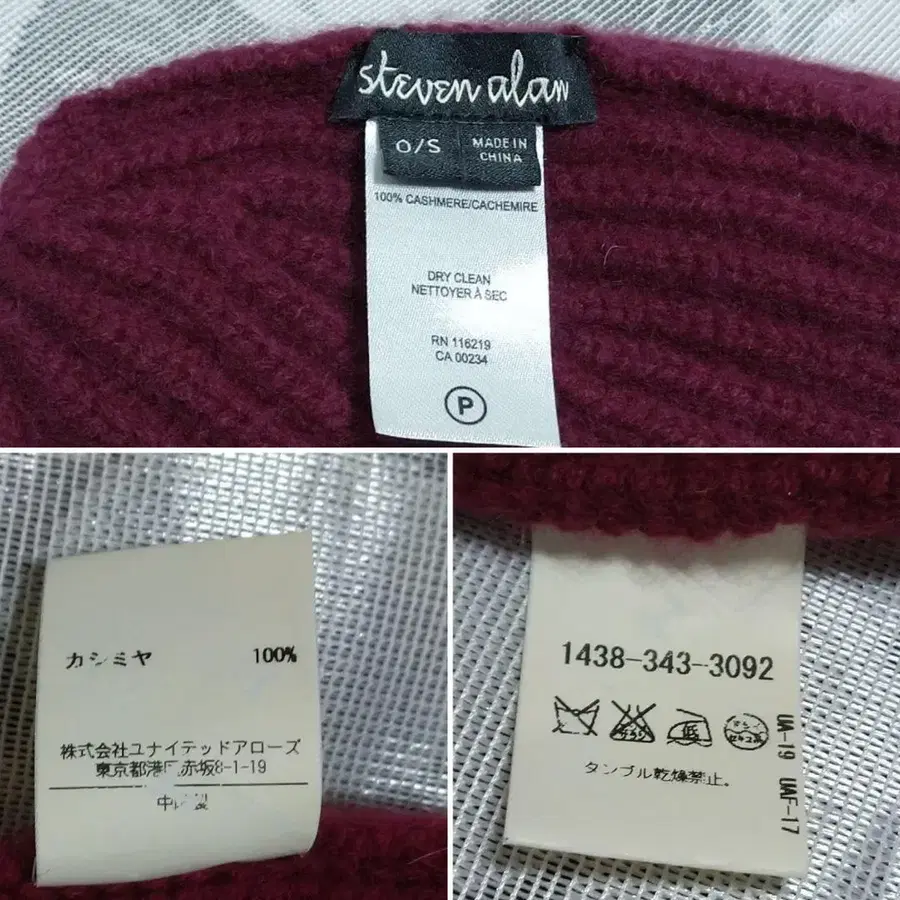 steven alan
O/S
MADE IN
CHINA
100% CASHMERE/CACHEMIRE
DRY CLEAN
NETTOYER À SEC
RN 116219
CA 00234
P
カシミヤ 100%
株式会社ユナイテッドアローズ
東京都港 赤坂8-1-19
中 製
1438-343-3092
低
タンブル乾燥禁止。
UA-19 UAF-17